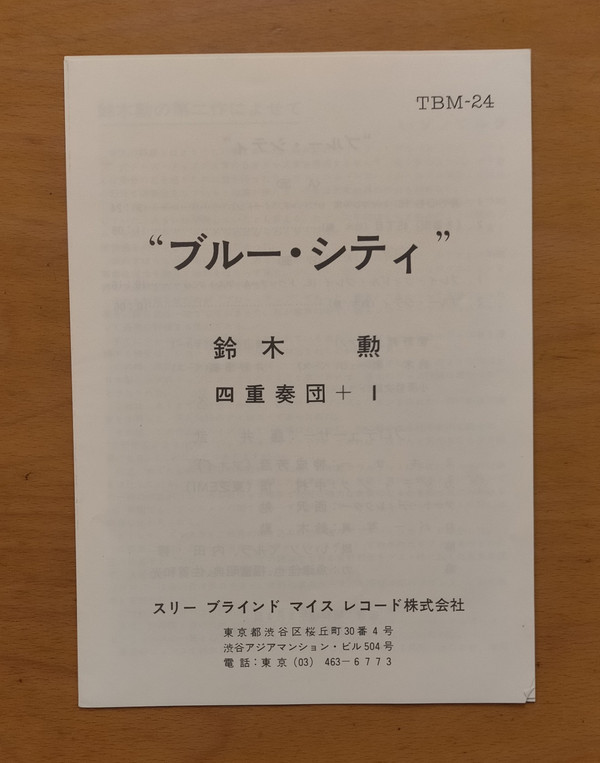 TBM-24
“ブルー・シティ”
鈴木 勲
四重奏団＋1
スリー ブラインド マイス レコード株式会社
東京都渋谷区桜丘町30番4号
渋谷アジアマンション・ビル504号
電話：東京(03) 463－6773